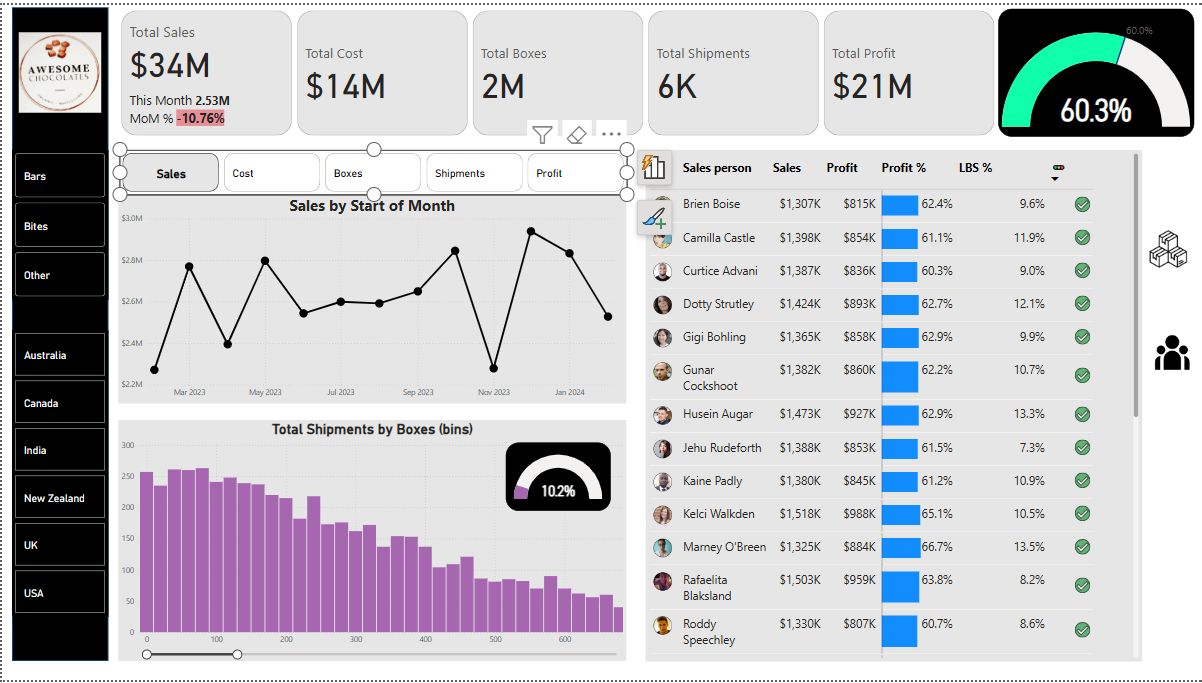 AWESOME
CHOCOLATES
Bars
Bites
Other
Australia
Canada
India
New Zealand
UK
USA
Total Sales
$34M
This Month 2.53M
MoM % -10.76%
Total Cost
$14M
Total Boxes
2M
Total Shipments
6K
Total Profit
$21M
60.0%
60.3%
Sales
Cost
Boxes
Shipments
Profit
Sales by Start of Month
$3.0M
$2.8M
$2.6M
$2.4M
$2.2M
Mar 2023
May 2023
Jul 2023
Sep 2023
Nov 2023
Jan 2024
Total Shipments by Boxes (bins)
300
250
200
150
100
50
0
0
100
200
300
400
500
600
10.2%
Sales person Sales Profit Profit % LBS %
Brien Boise $1,307K $815K 62.4% 9.6%
Camilla Castle $1,398K $854K 61.1% 11.9%
Curtice Advani $1,387K $836K 60.3% 9.0%
Dotty Strutley $1,424K $893K 62.7% 12.1%
Gigi Bohling $1,365K $858K 62.9% 9.9%
Gunar $1,382K $860K 62.2% 10.7%
Cockshoot
Husein Augar $1,473K $927K 62.9% 13.3%
Jehu Rudeforth $1,388K $853K 61.5% 7.3%
Kaine Padly $1,380K $845K 61.2% 10.9%
Kelci Walkden $1,518K $988K 65.1% 10.5%
Marney O'Breen $1,325K $884K 66.7% 13.5%
Rafaelita $1,503K $959K 63.8% 8.2%
Blaksland
Roddy $1,330K $807K 60.7% 8.6%
Speechley